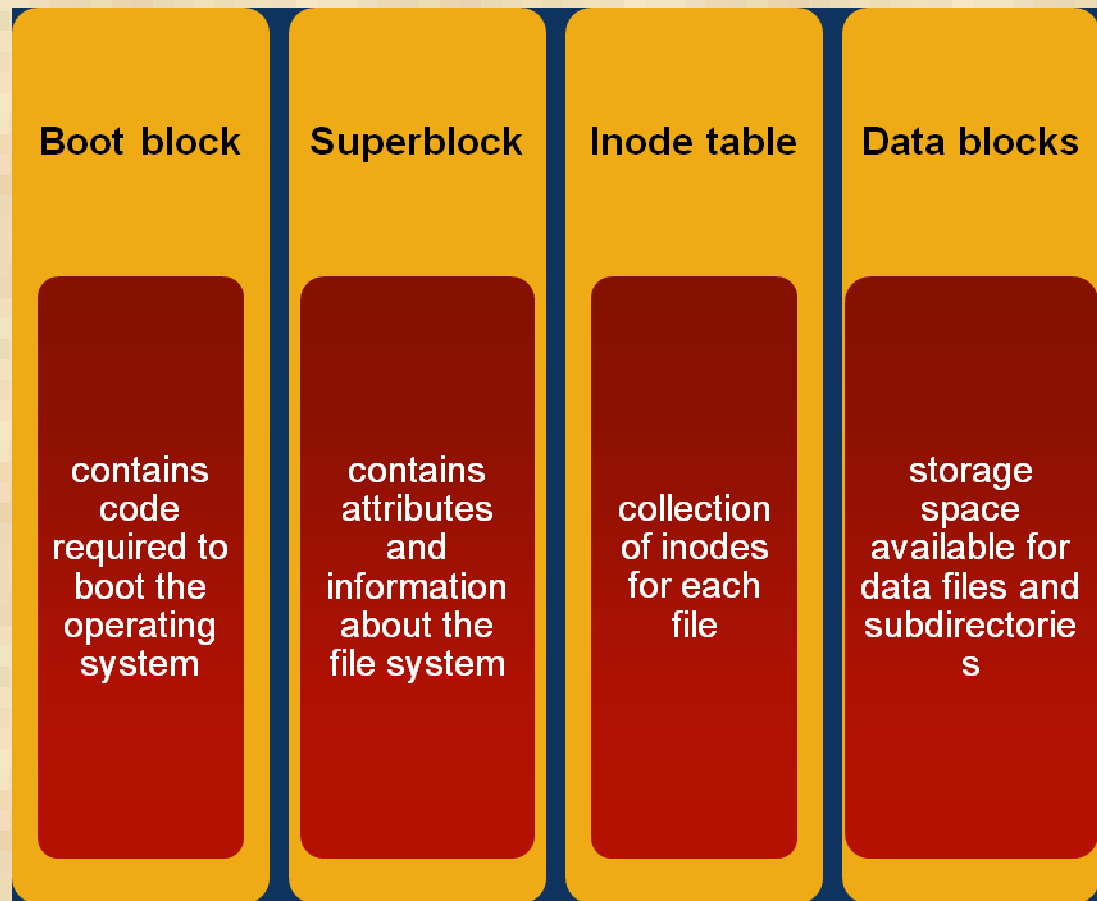 Boot block
contains
code
required to
boot the
operating
system
Superblock
contains
attributes
and
information
about the
file system
Inode table
collection
of inodes
for each
file
Data blocks
storage
space
available for
data files and
subdirectorie
s